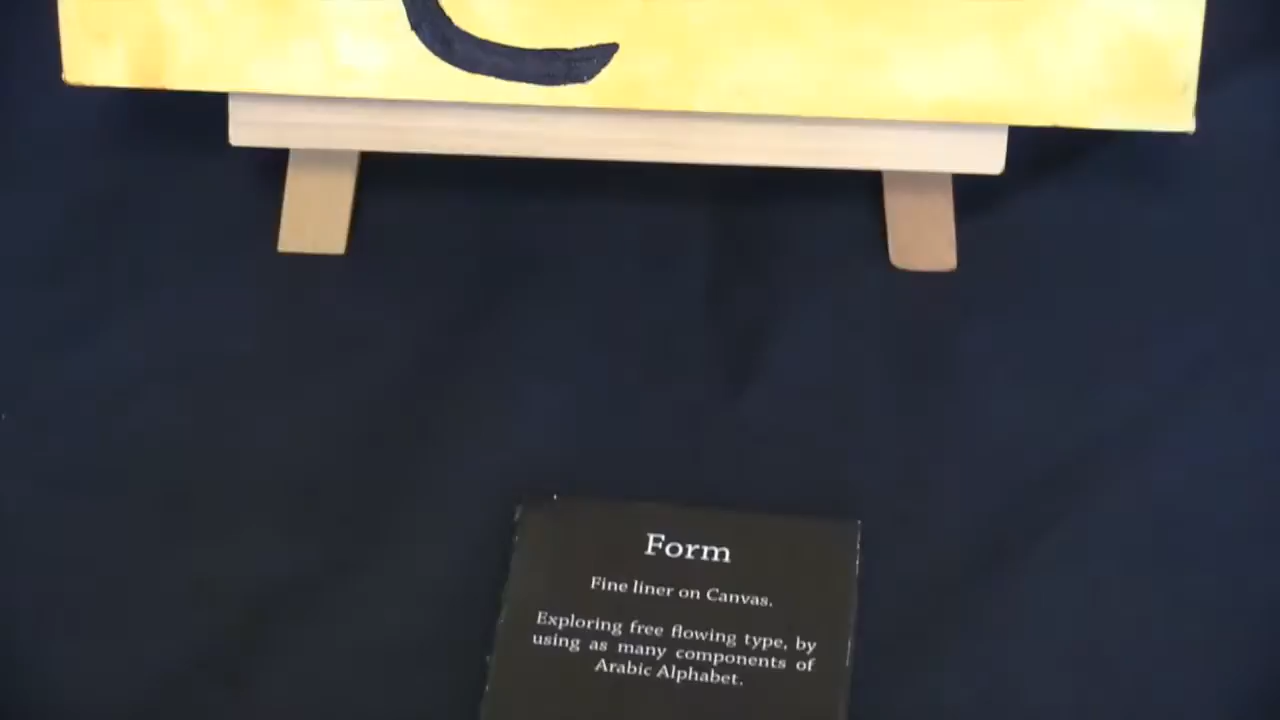 Form
Fine liner on Canvas.
Exploring free flowing type, by
using as many components of
Arabic Alphabet.